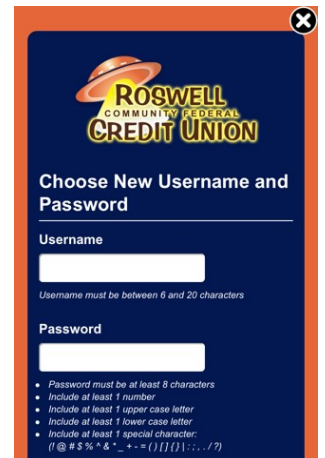 ROSWELL
COMMUNITY FEDERAL
CREDIT UNION
Choose New Username and
Password
Username
Username must be between 6 and 20 characters
Password
• Password must be at least 8 characters
• Include at least 1 number
• Include at least 1 upper case letter
• Include at least 1 lower case letter
• Include at least 1 special character:
(! @ # $ % ^ & * _ + - = ( ) [ ] { } | : ; , . / ?)